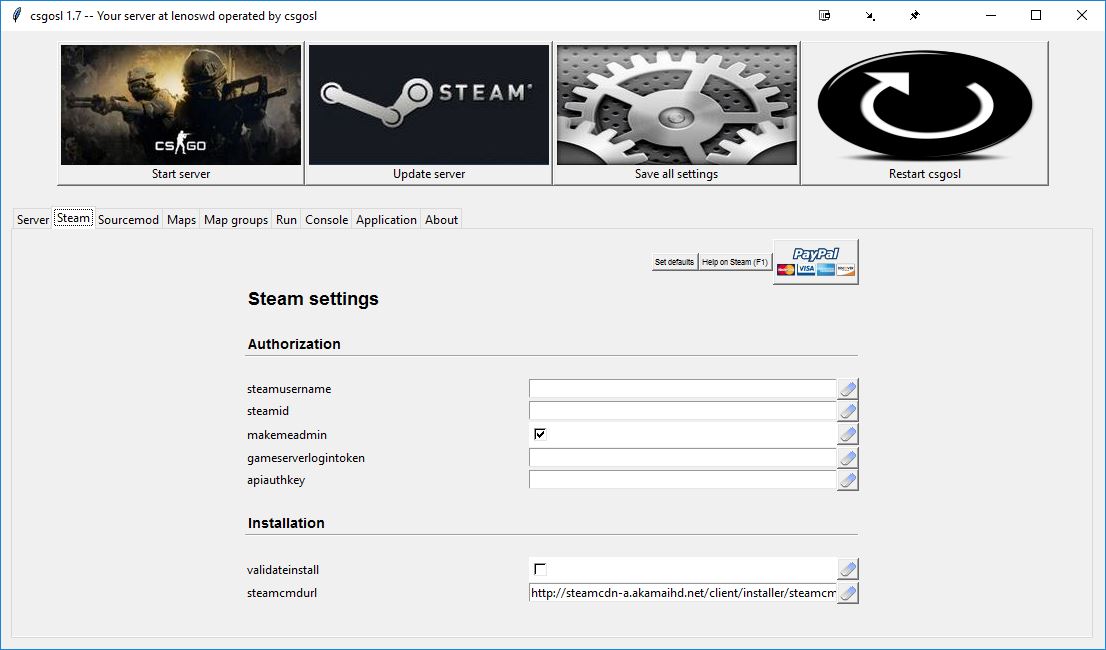 csgosl 1.7 -- Your server at lenoswd operated by csgosl
CS GO
STEAM
Start server
Update server
Save all settings
Restart csgosl
Server Steam Sourcemod Maps Map groups Run Console Application About
Set defaults
Help on Steam (F1)
PayPal
VISA
Steam settings
Authorization
steamusername
steamid
makemeadmin
gameserverlogintoken
apiauthkey
Installation
validateinstall
steamcmdurl
http://steamcdn-a.akamaihd.net/client/installer/steamcm